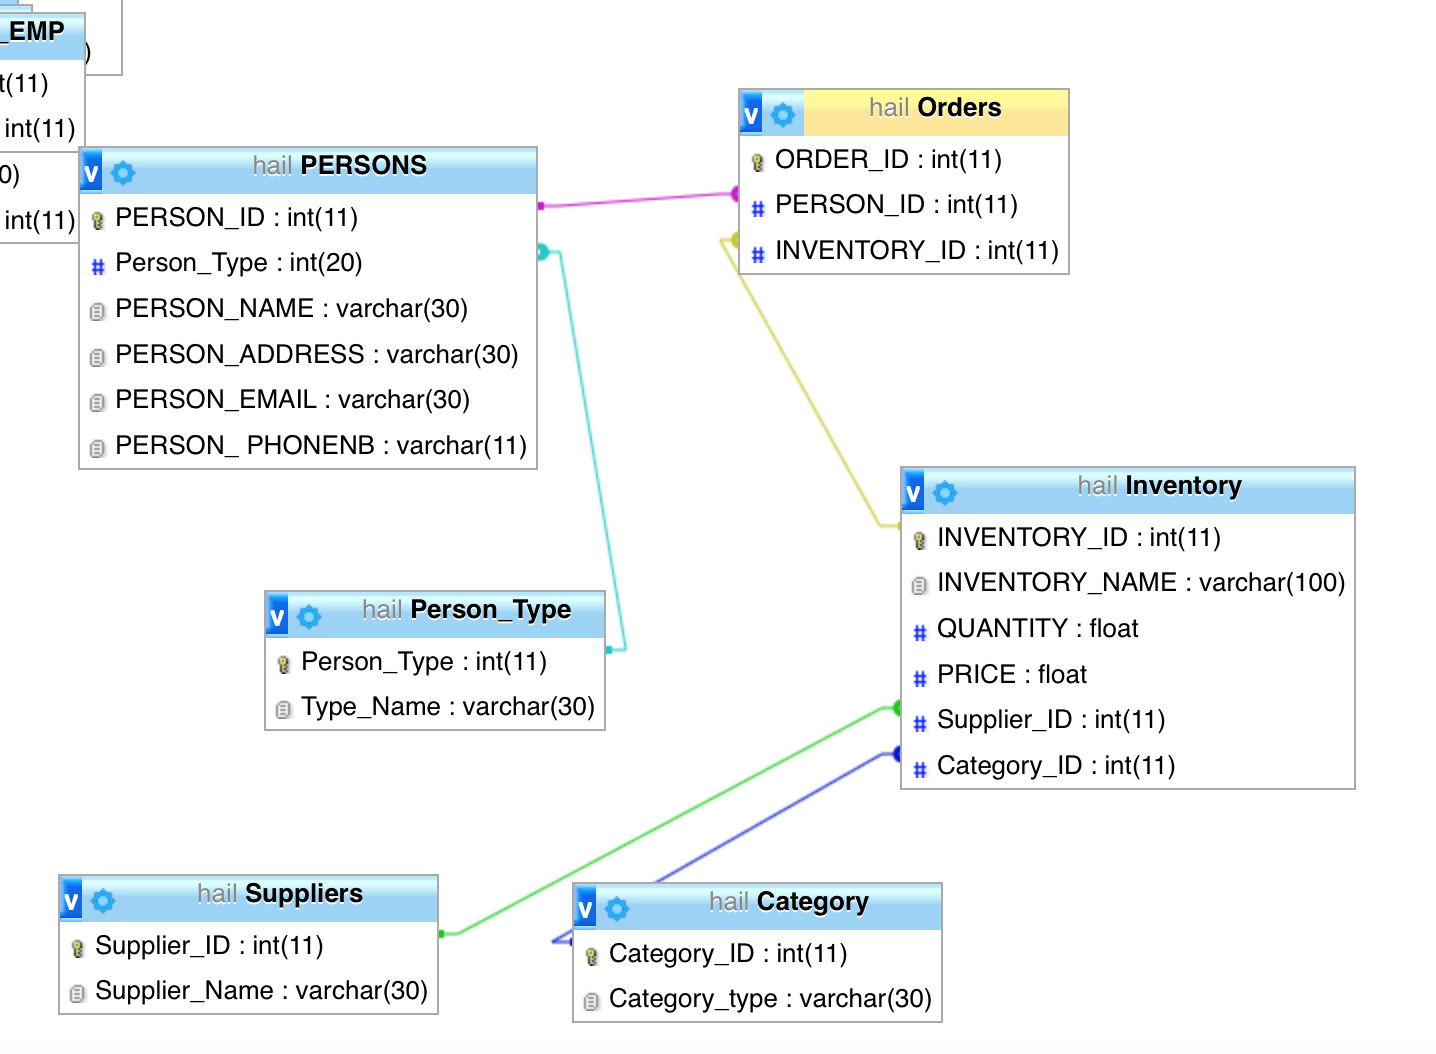 _EMP
)
t(11)
int(11)
0)
int(11)
v hail PERSONS
PERSON_ID : int(11)
# Person_Type : int(20)
PERSON_NAME : varchar(30)
PERSON_ADDRESS : varchar(30)
PERSON_EMAIL : varchar(30)
PERSON_ PHONENB : varchar(11)
v hail Orders
ORDER_ID : int(11)
# PERSON_ID : int(11)
# INVENTORY_ID : int(11)
v hail Inventory
INVENTORY_ID : int(11)
INVENTORY_NAME : varchar(100)
# QUANTITY : float
# PRICE : float
# Supplier_ID : int(11)
# Category_ID : int(11)
v hail Person_Type
Person_Type : int(11)
Type_Name : varchar(30)
v hail Suppliers
Supplier_ID : int(11)
Supplier_Name : varchar(30)
v hail Category
Category_ID : int(11)
Category_type : varchar(30)